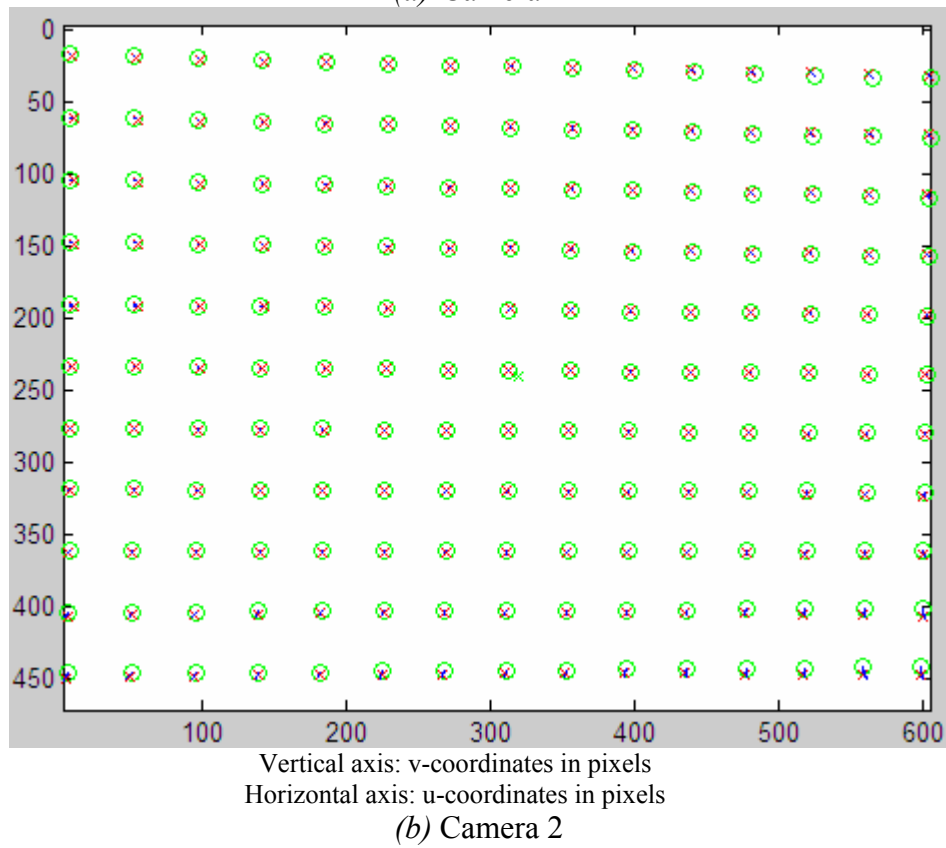 0
50
100
150
200
250
300
350
400
450
100 200 300 400 500 600
Vertical axis: v-coordinates in pixels
Horizontal axis: u-coordinates in pixels
(b) Camera 2